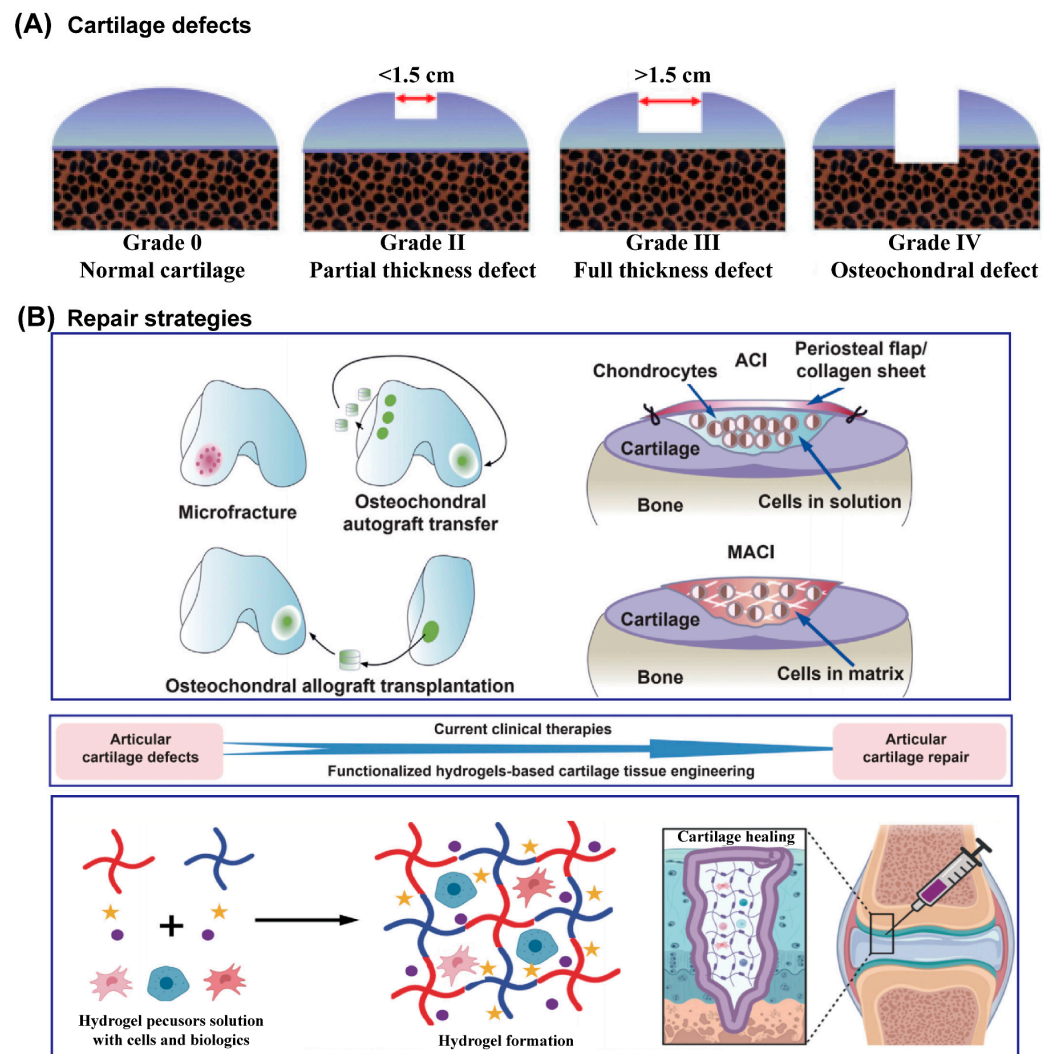 (A) Cartilage defects
<1.5 cm
>1.5 cm
Grade 0
Normal cartilage
Grade II
Partial thickness defect
Grade III
Full thickness defect
Grade IV
Osteochondral defect
(B) Repair strategies
Microfracture
Osteochondral
autograft transfer
Osteochondral allograft transplantation
ACI
Chondrocytes
Periosteal flap/
collagen sheet
Cartilage
Bone
Cells in solution
MACI
Cartilage
Bone
Cells in matrix
Articular
cartilage defects
Current clinical therapies
Functionalized hydrogels-based cartilage tissue engineering
Articular
cartilage repair
+
Hydrogel pecusors solution
with cells and biologics
Hydrogel formation
Cartilage healing